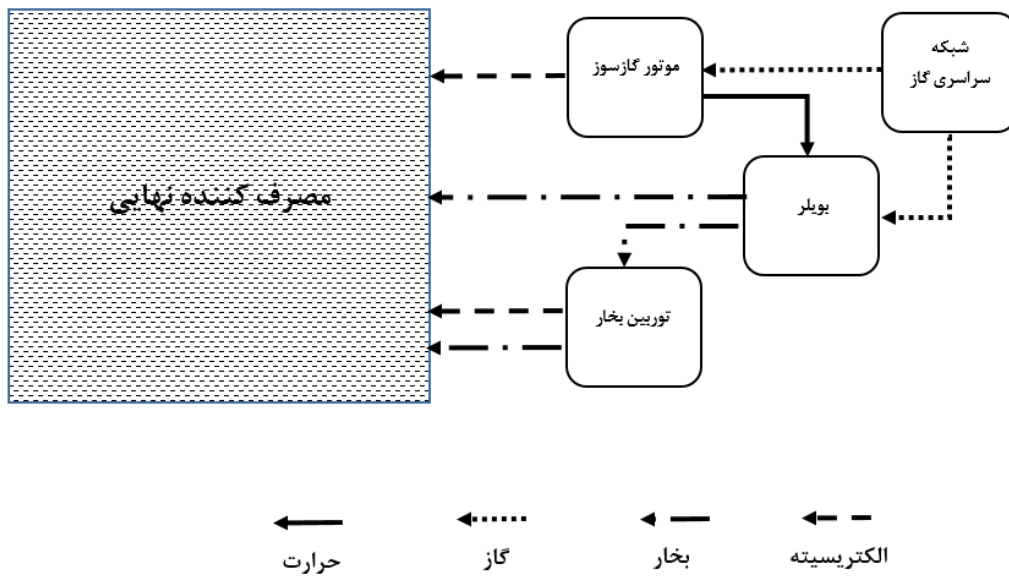 شبکه
سراسری گاز
موتور گازسوز
بویلر
مصرف کننده نهایی
توربین بخار
الکتریسیته
بخار
گاز
حرارت